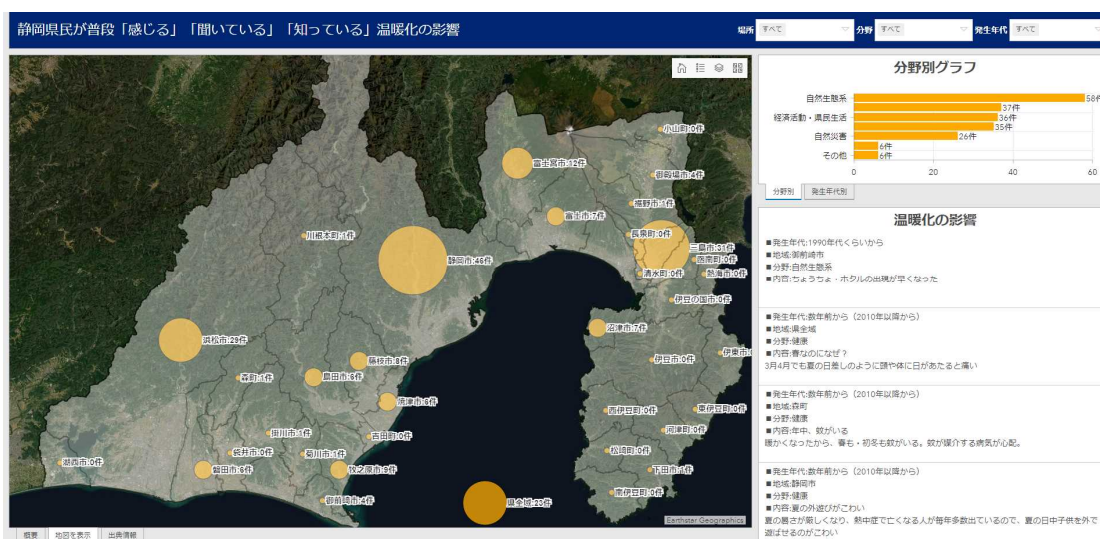 静岡県民が普段「感じる」「聞いている」「知っている」温暖化の影響
場所 すべて 分野 すべて 発生年代 すべて
小山町:0件
富士宮市:12件
御殿場市:4件
裾野市:1件
富士市:7件
川根本町:1件
長泉町:0件
三島市:31件
静岡市:46件
函南町:0件
清水町:0件
熱海市:0件
伊豆の国市:0件
沼津市:7件
浜松市:29件
伊東市:
藤枝市:8件
伊豆市:0件
森町:1件
島田市:6件
焼津市:6件
西伊豆町:0件
東伊豆町:0件
掛川市:1件
吉田町:0件
河津町:0件
袋井市:0件
菊川市:1件
松崎町:0件
湖西市:0件
磐田市:6件
牧之原市:9件
下田市:1件
南伊豆町:0件
御前崎市:4件
県全域:23件
Earthstar Geographics
概要 地図を表示 出典情報
分野別グラフ
自然生態系 58件
37件
経済活動・県民生活 36件
35件
自然災害 26件
6件
その他 6件
0 20 40 60
分野別 発生年代別
温暖化の影響
■発生年代:1990年代くらいから
■地域:御前崎市
■分野:自然生態系
■内容:ちょうちょ・ホタルの出現が早くなった
■発生年代:数年前から(2010年以降から)
■地域:県全域
■分野:健康
■内容:春なのになぜ?
3月4月でも夏の日差しのように頭や体に日があたると痛い
■発生年代:数年前から(2010年以降から)
■地域:森町
■分野:健康
■内容:年中、蚊がいる
暖かくなったから、春も・初冬も蚊がいる。蚊が媒介する病気が心配。
■発生年代:数年前から(2010年以降から)
■地域:静岡市
■分野:健康
■内容:夏の外遊びがこわい
夏の暑さが厳しくなり、熱中症で亡くなる人が毎年多数出ているので、夏の日中子供を外で
遊ばせるのがこわい